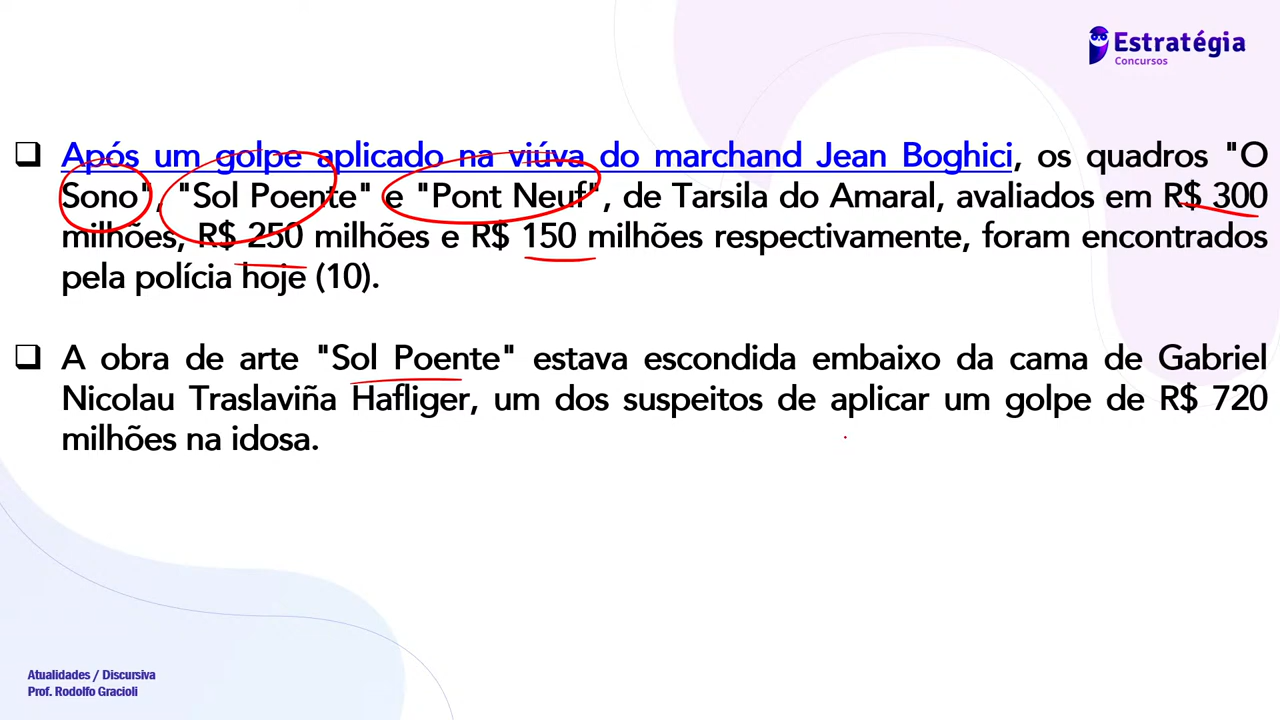 Estratégia
Concursos
❑ Após um golpe aplicado na viúva do marchand Jean Boghici, os quadros "O
Sono", "Sol Poente" e "Pont Neuf", de Tarsila do Amaral, avaliados em R$ 300
milhões, R$ 250 milhões e R$ 150 milhões respectivamente, foram encontrados
pela polícia hoje (10).
❑ A obra de arte "Sol Poente" estava escondida embaixo da cama de Gabriel
Nicolau Traslaviña Hafliger, um dos suspeitos de aplicar um golpe de R$ 720
milhões na idosa.
Atualidades / Discursiva
Prof. Rodolfo Gracioli